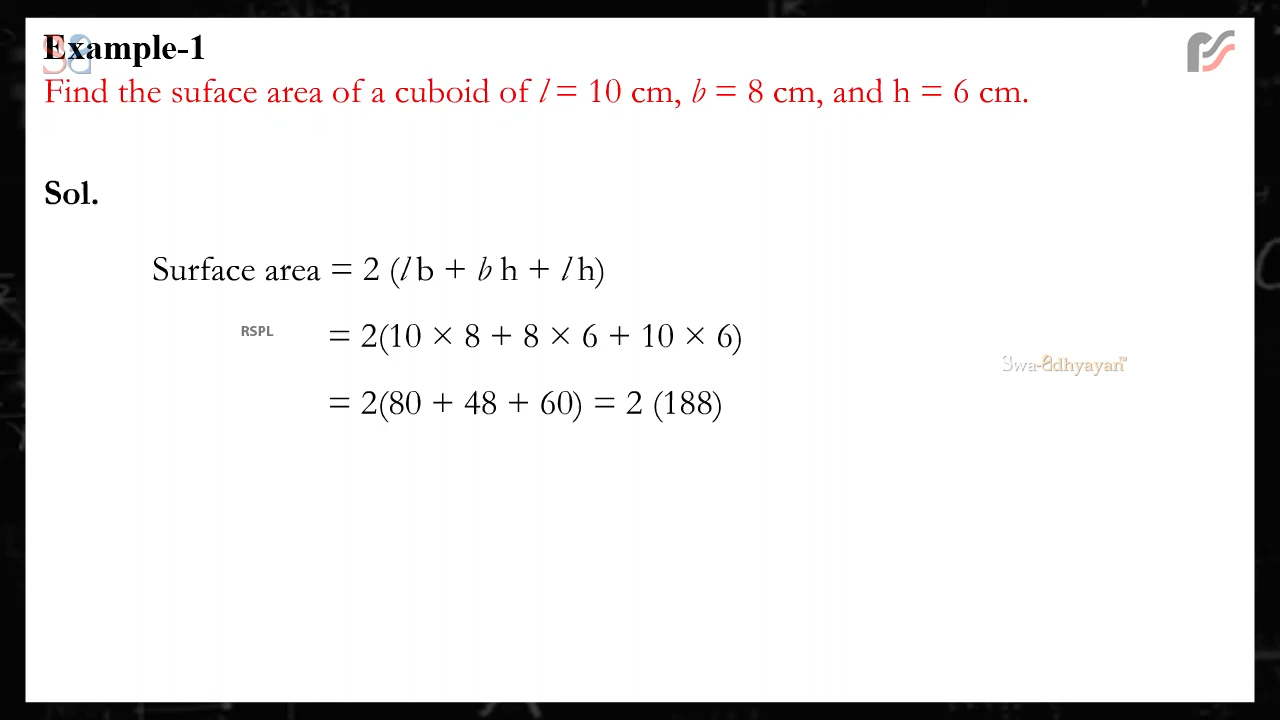 Example-1
Find the suface area of a cuboid of l = 10 cm, b = 8 cm, and h = 6 cm.
Sol.
Surface area = 2 (l b + b h + l h)
RSPL
= 2(10 × 8 + 8 × 6 + 10 × 6)
Swa-adhyayan™
= 2(80 + 48 + 60) = 2 (188)